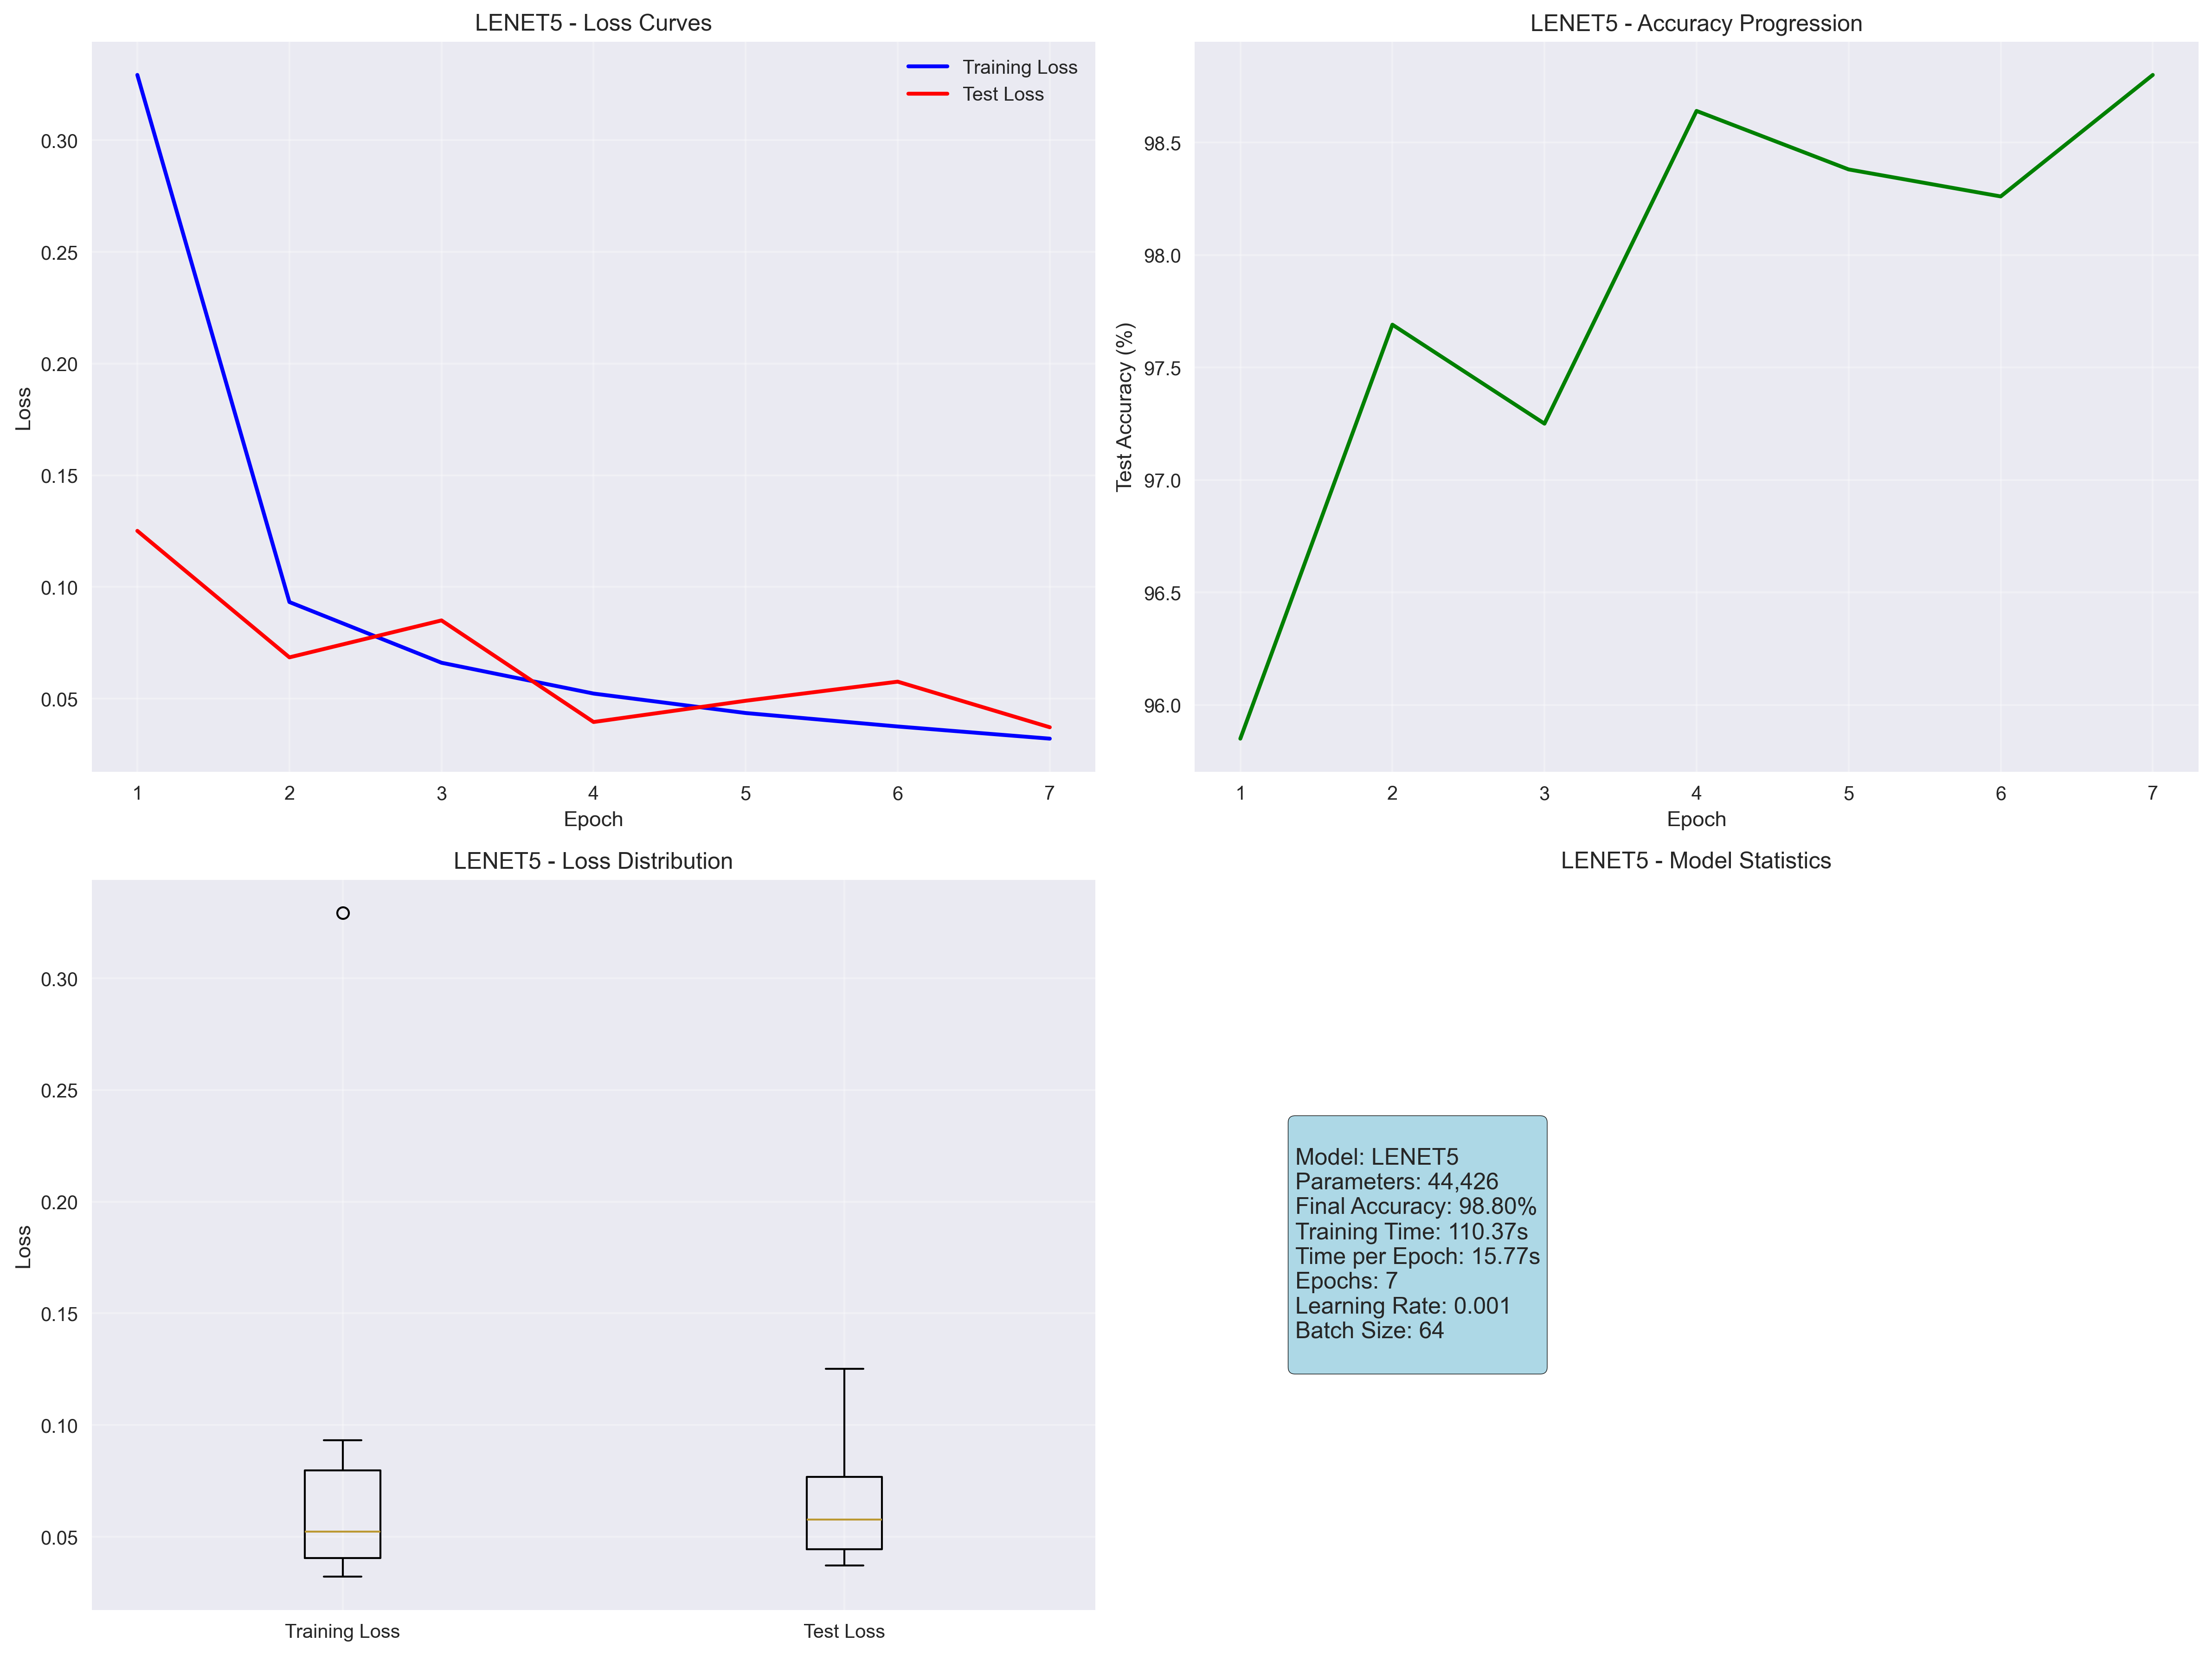 LENET5 - Loss Curves
Training Loss
Test Loss
0.30
0.25
0.20
0.15
0.10
0.05
Loss
1 2 3 4 5 6 7
Epoch
LENET5 - Accuracy Progression
98.5
98.0
97.5
97.0
96.5
96.0
Test Accuracy (%)
1 2 3 4 5 6 7
Epoch
LENET5 - Loss Distribution
0.30
0.25
0.20
0.15
0.10
0.05
Loss
Training Loss Test Loss
LENET5 - Model Statistics
Model: LENET5
Parameters: 44,426
Final Accuracy: 98.80%
Training Time: 110.37s
Time per Epoch: 15.77s
Epochs: 7
Learning Rate: 0.001
Batch Size: 64